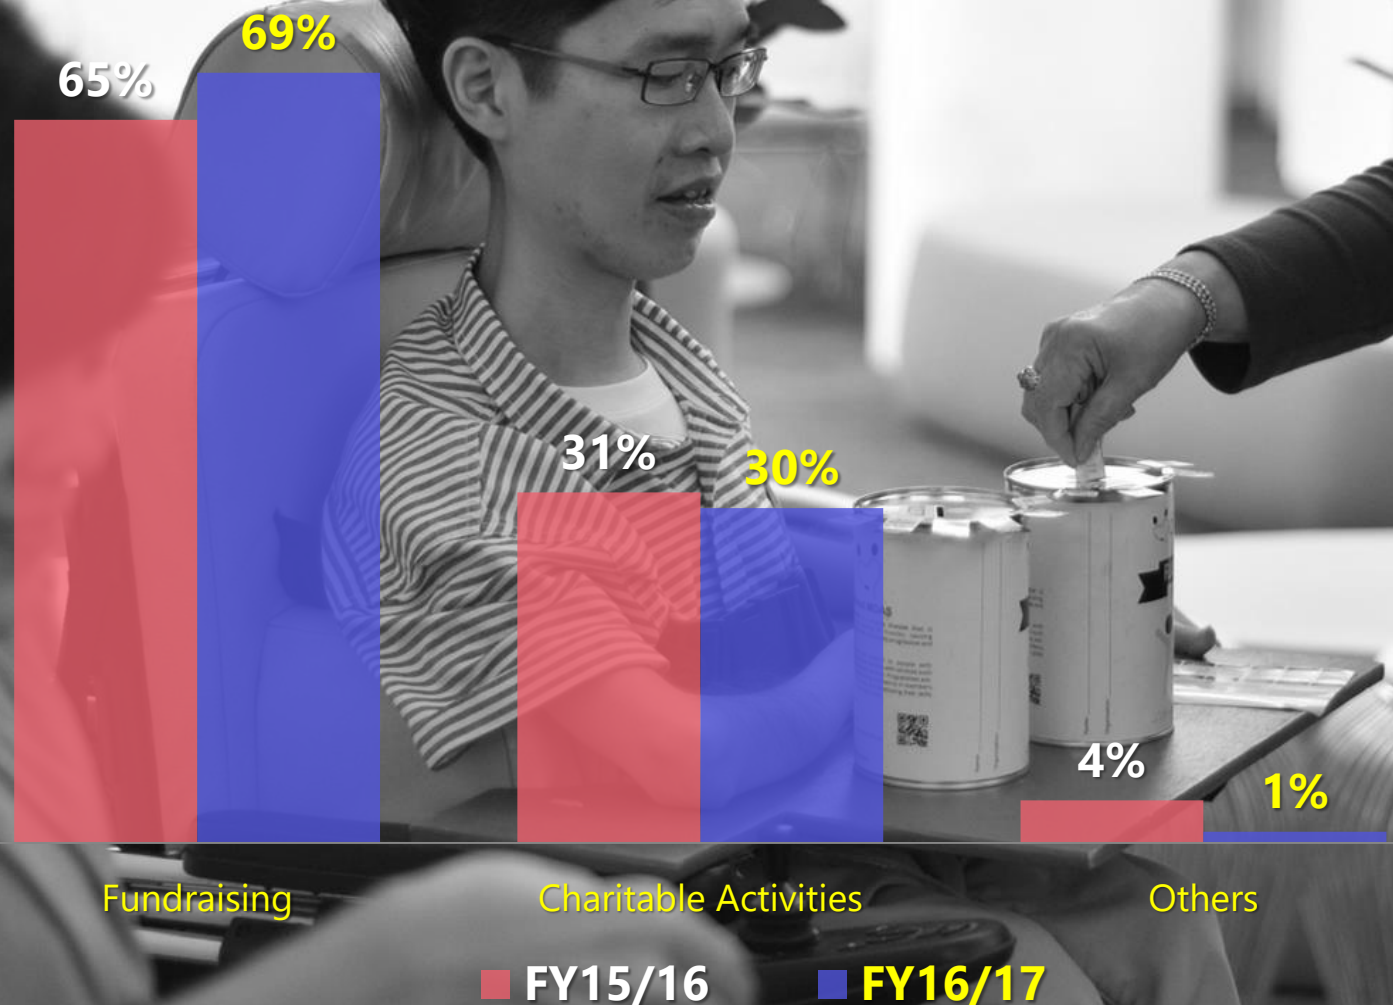 69%
65%
31%
30%
4%
1%
Fundraising
Charitable Activities
Others
FY15/16
FY16/17